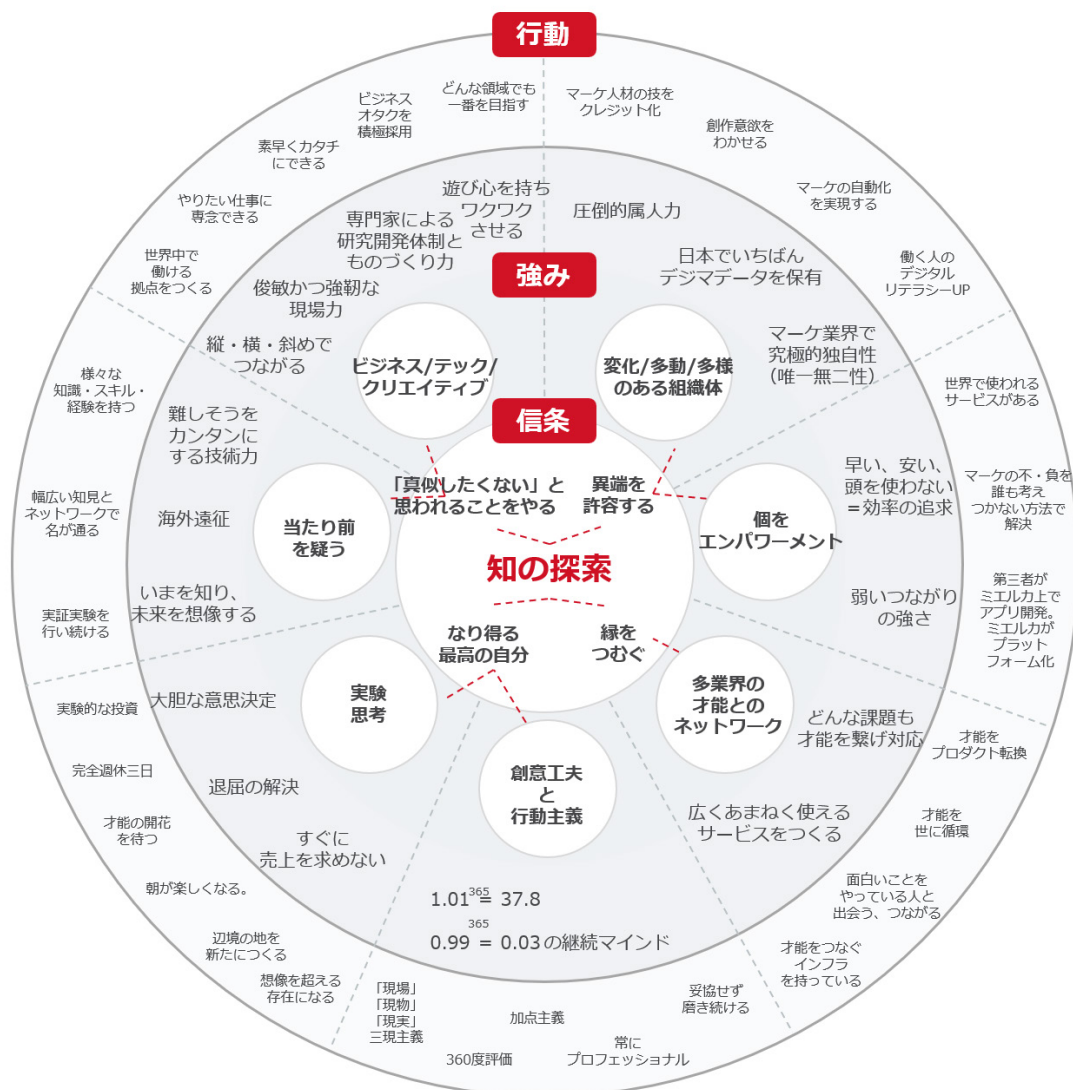 行動
どんな領域でも
一番を目指す
マーケ人材の技を
クレジット化
ビジネス
オタクを
積極採用
創作意欲を
わかせる
素早くカタチ
にできる
マーケの自動化
を実現する
やりたい仕事に
専念できる
働く人の
デジタル
リテラシーUP
世界中で
働ける
拠点をつくる
遊び心を持ち
ワクワク
させる
圧倒的属人力
専門家による
研究開発体制と
ものづくり力
日本でいちばん
デジマデータを保有
強み
俊敏かつ強靭な
現場力
縦・横・斜めで
つながる
マーケ業界で
究極的独自性
（唯一無二性）
ビジネス/テック/
クリエイティブ
変化/多動/多様
のある組織体
様々な
知識・スキル・
経験を持つ
世界で使われる
サービスがある
難しそうを
カンタンに
する技術力
信条
「真似したくない」と
思われることをやる
異端を
許容する
早い、安い、
頭を使わない
＝効率の追求
マーケの不・負を
誰も考え
つかない方法で
解決
幅広い知見と
ネットワークで
名が通る
海外遠征
当たり前
を疑う
個を
エンパワーメント
知の探索
いまを知り、
未来を想像する
弱いつながり
の強さ
第三者が
ミエルカ上で
アプリ開発。
ミエルカが
プラット
フォーム化
実証実験を
行い続ける
なり得る
最高の自分
縁を
つむぐ
実験的な投資
大胆な意思決定
実験
思考
多業界の
才能との
ネットワーク
どんな課題も
才能を繋げ対応
才能を
プロダクト転換
完全週休三日
退屈の解決
創意工夫
と
行動主義
広くあまねく使える
サービスをつくる
才能を
世に循環
才能の開花
を待つ
すぐに
売上を求めない
朝が楽しくなる。
面白いことを
やっている人と
出会う、つながる
1.01³⁶⁵= 37.8
0.99³⁶⁵= 0.03の継続マインド
辺境の地を
新たにつくる
才能をつなぐ
インフラ
を持っている
想像を超える
存在になる
「現場」
「現物」
「現実」
三現主義
妥協せず
磨き続ける
加点主義
360度評価
常に
プロフェッショナル